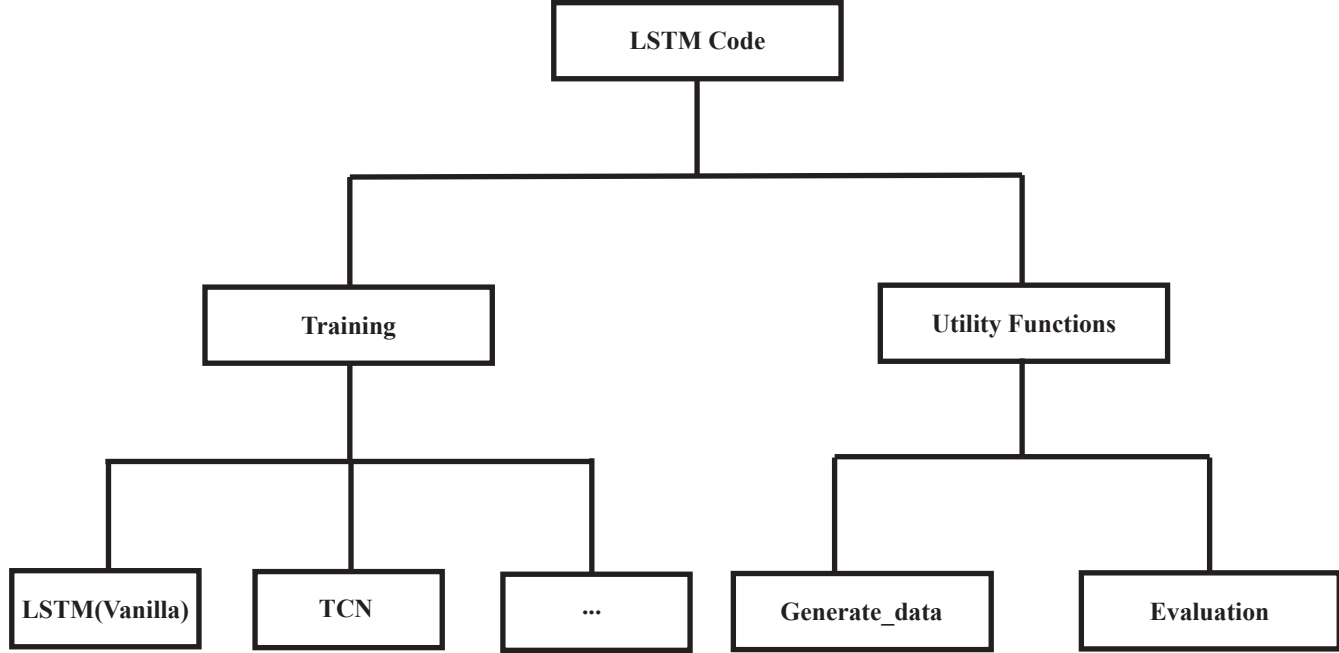 LSTM Code
Training
Utility Functions
LSTM(Vanilla)
TCN
...
Generate_data
Evaluation